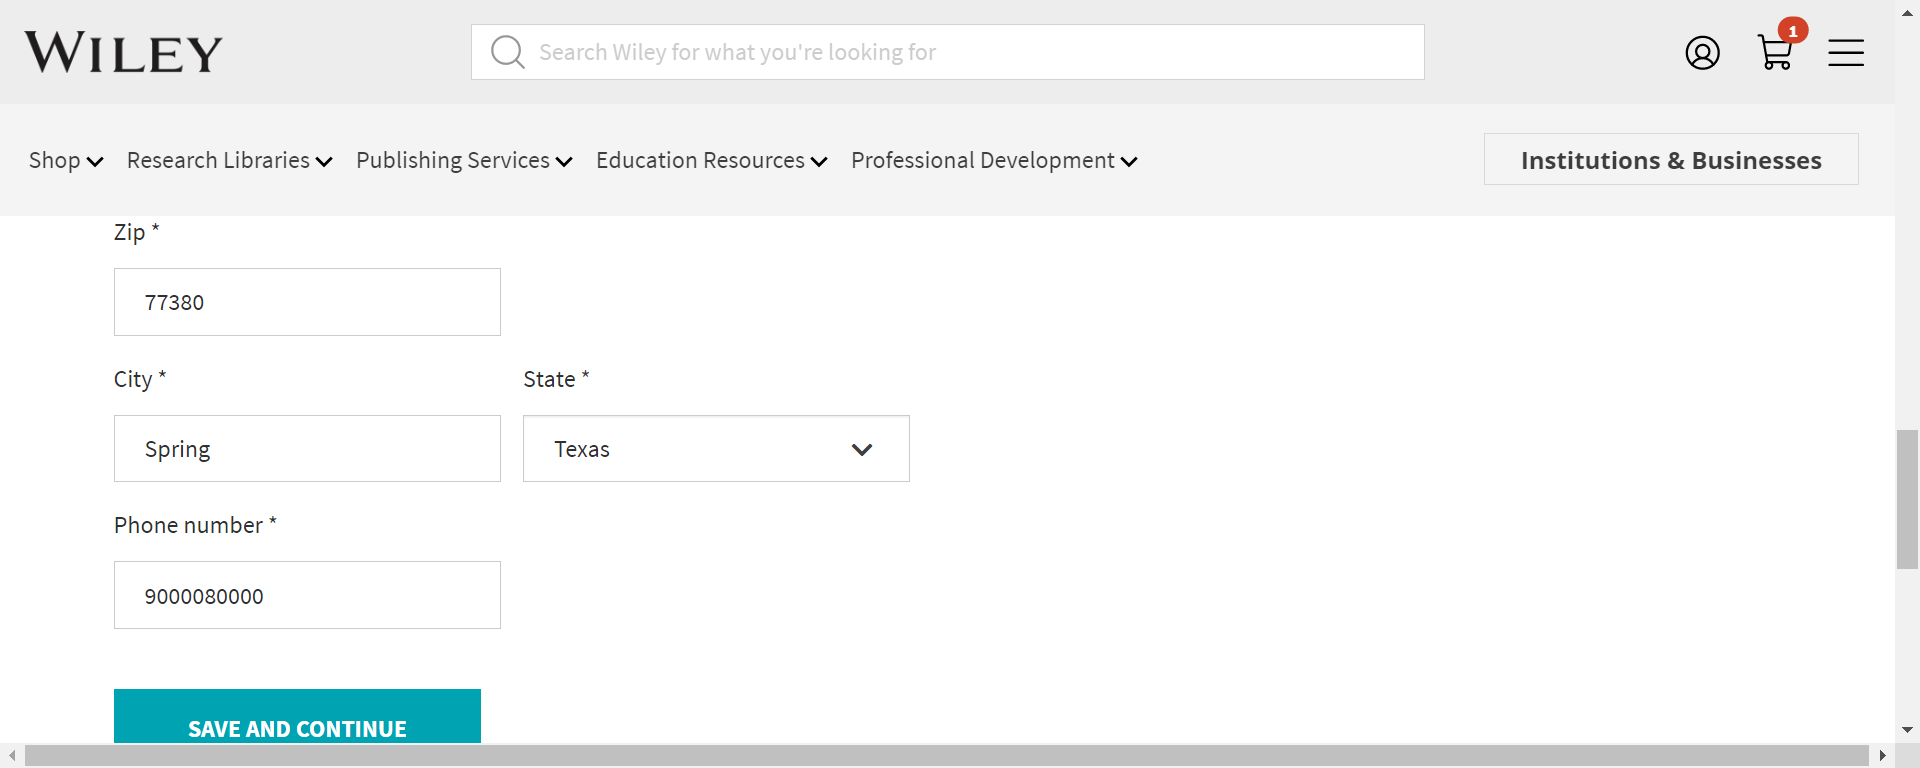 WILEY
Search Wiley for what you're looking for
1
Shop Research Libraries Publishing Services Education Resources Professional Development Institutions & Businesses
Zip *
77380
City * State *
Spring Texas
Phone number *
9000080000
SAVE AND CONTINUE